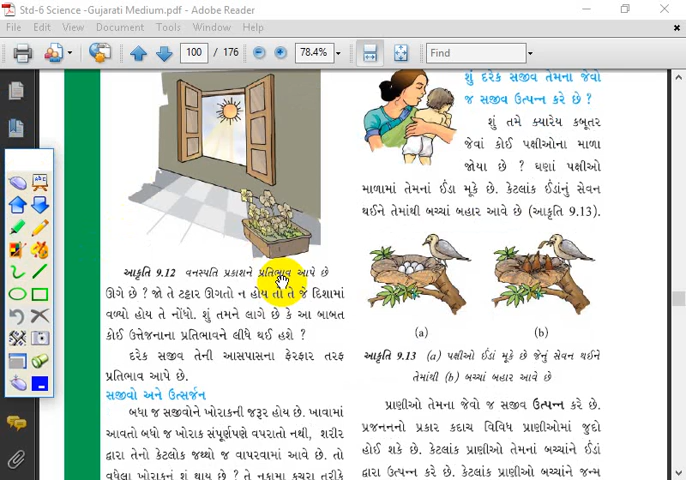 Std-6 Science -Gujarati Medium.pdf - Adobe Reader
File Edit View Document Tools Window Help
100 / 176 78.4% Find
આકૃતિ 9.12 વનસ્પતિ પ્રકાશને પ્રતિભાવ આપે છે
ઊગે છે ? જો તે ટટ્ટાર ઊગતો ન હોય તો તે જે દિશામાં
વળ્યો હોય તે નોંધો. શું તમને લાગે છે કે આ બાબત
કોઈ ઉત્તેજનાના પ્રતિભાવને લીધે થઈ હશે ?
દરેક સજીવ તેની આસપાસના ફેરફાર તરફ
પ્રતિભાવ આપે છે.
સજીવો અને ઉત્સર્જન
બધા જ સજીવોને ખોરાકની જરૂર હોય છે. ખાવામાં
આવતો બધો જ ખોરાક સંપૂર્ણપણે વપરાતો નથી, શરીર
દ્વારા તેનો કેટલોક જથ્થો જ વાપરવામાં આવે છે. તો
વધેલા ખોરાકનું શું થાય છે ? તે નકામા કચરા તરીકે
શું દરેક સજીવ તેમના જેવો
જ સજીવ ઉત્પન્ન કરે છે ?
શું તમે ક્યારેય કબૂતર
જેવાં કોઈ પક્ષીઓના માળા
જોયા છે ? ઘણાં પક્ષીઓ
માળામાં તેમનાં ઈંડા મૂકે છે. કેટલાંક ઈંડાંનું સેવન
થઈને તેમાંથી બચ્ચાં બહાર આવે છે (આકૃતિ 9.13).
(a) (b)
આકૃતિ 9.13 (a) પક્ષીઓ ઈંડાં મૂકે છે જેનું સેવન થઈને
તેમાંથી (b) બચ્ચાં બહાર આવે છે
પ્રાણીઓ તેમના જેવો જ સજીવ ઉત્પન્ન કરે છે.
પ્રજનનનો પ્રકાર કદાચ વિવિધ પ્રાણીઓમાં જુદો
હોઈ શકે છે. કેટલાંક પ્રાણીઓ તેમનાં બચ્ચાંને ઈંડાં
દ્વારા ઉત્પન્ન કરે છે. કેટલાંક પ્રાણીઓ બચ્ચાંને જન્મ